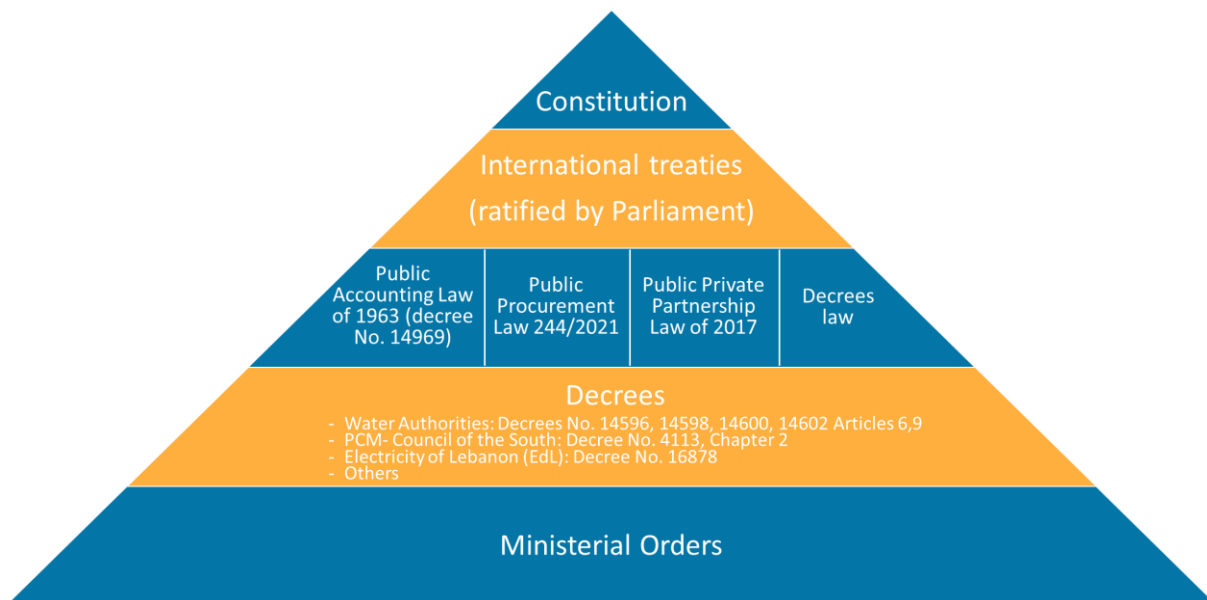 Constitution
International treaties
(ratified by Parliament)
Public
Accounting Law
of 1963 (decree
No. 14969)
Public
Procurement
Law 244/2021
Public Private
Partnership
Law of 2017
Decrees
law
Decrees
- Water Authorities: Decrees No. 14596, 14598, 14600, 14602 Articles 6,9
- PCM- Council of the South: Decree No. 4113, Chapter 2
- Electricity of Lebanon (EdL): Decree No. 16878
- Others
Ministerial Orders